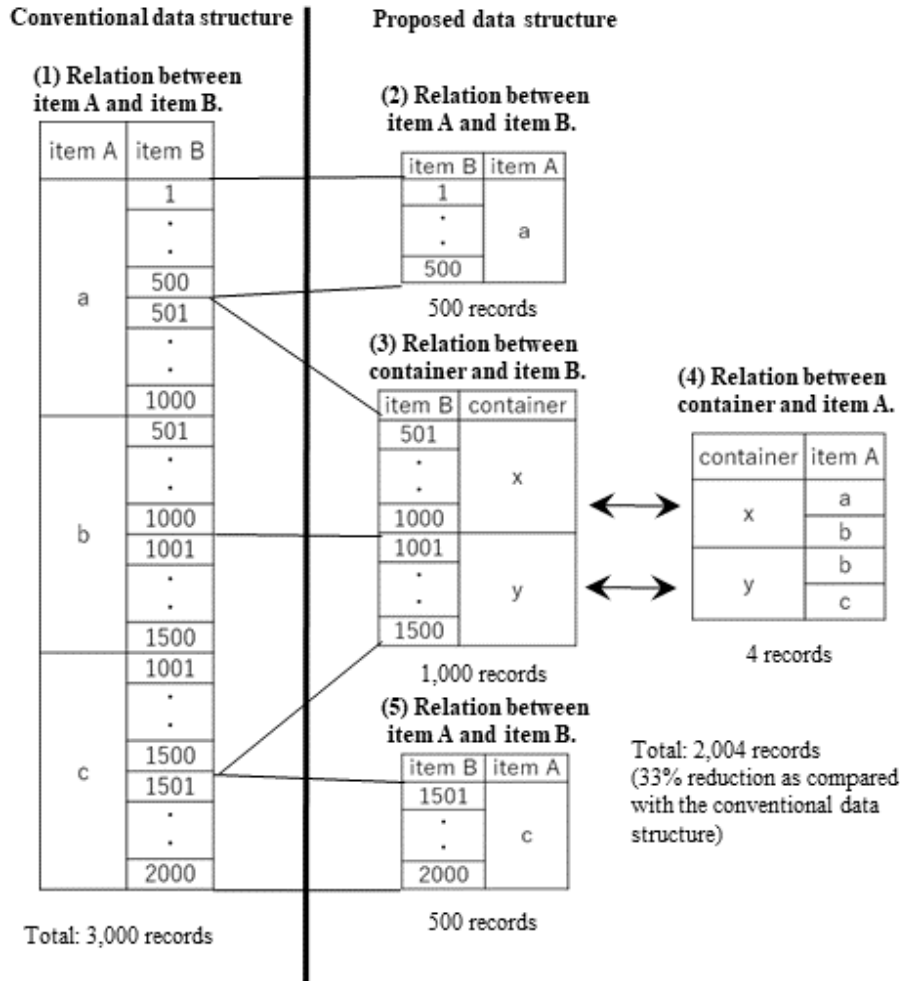 Conventional data structure
Proposed data structure
(1) Relation between
item A and item B.
item A item B
a
1
.
.
500
501
.
.
1000
b
501
.
.
1000
1001
.
.
1500
c
1001
.
.
1500
1501
.
.
2000
Total: 3,000 records
(2) Relation between
item A and item B.
item B item A
1
.
.
500
a
500 records
(3) Relation between
container and item B.
item B container
501
.
.
1000
x
1001
.
.
1500
y
1,000 records
(4) Relation between
container and item A.
container item A
x
a
b
y
b
c
4 records
(5) Relation between
item A and item B.
item B item A
1501
.
.
2000
c
500 records
Total: 2,004 records
(33% reduction as compared
with the conventional data
structure)